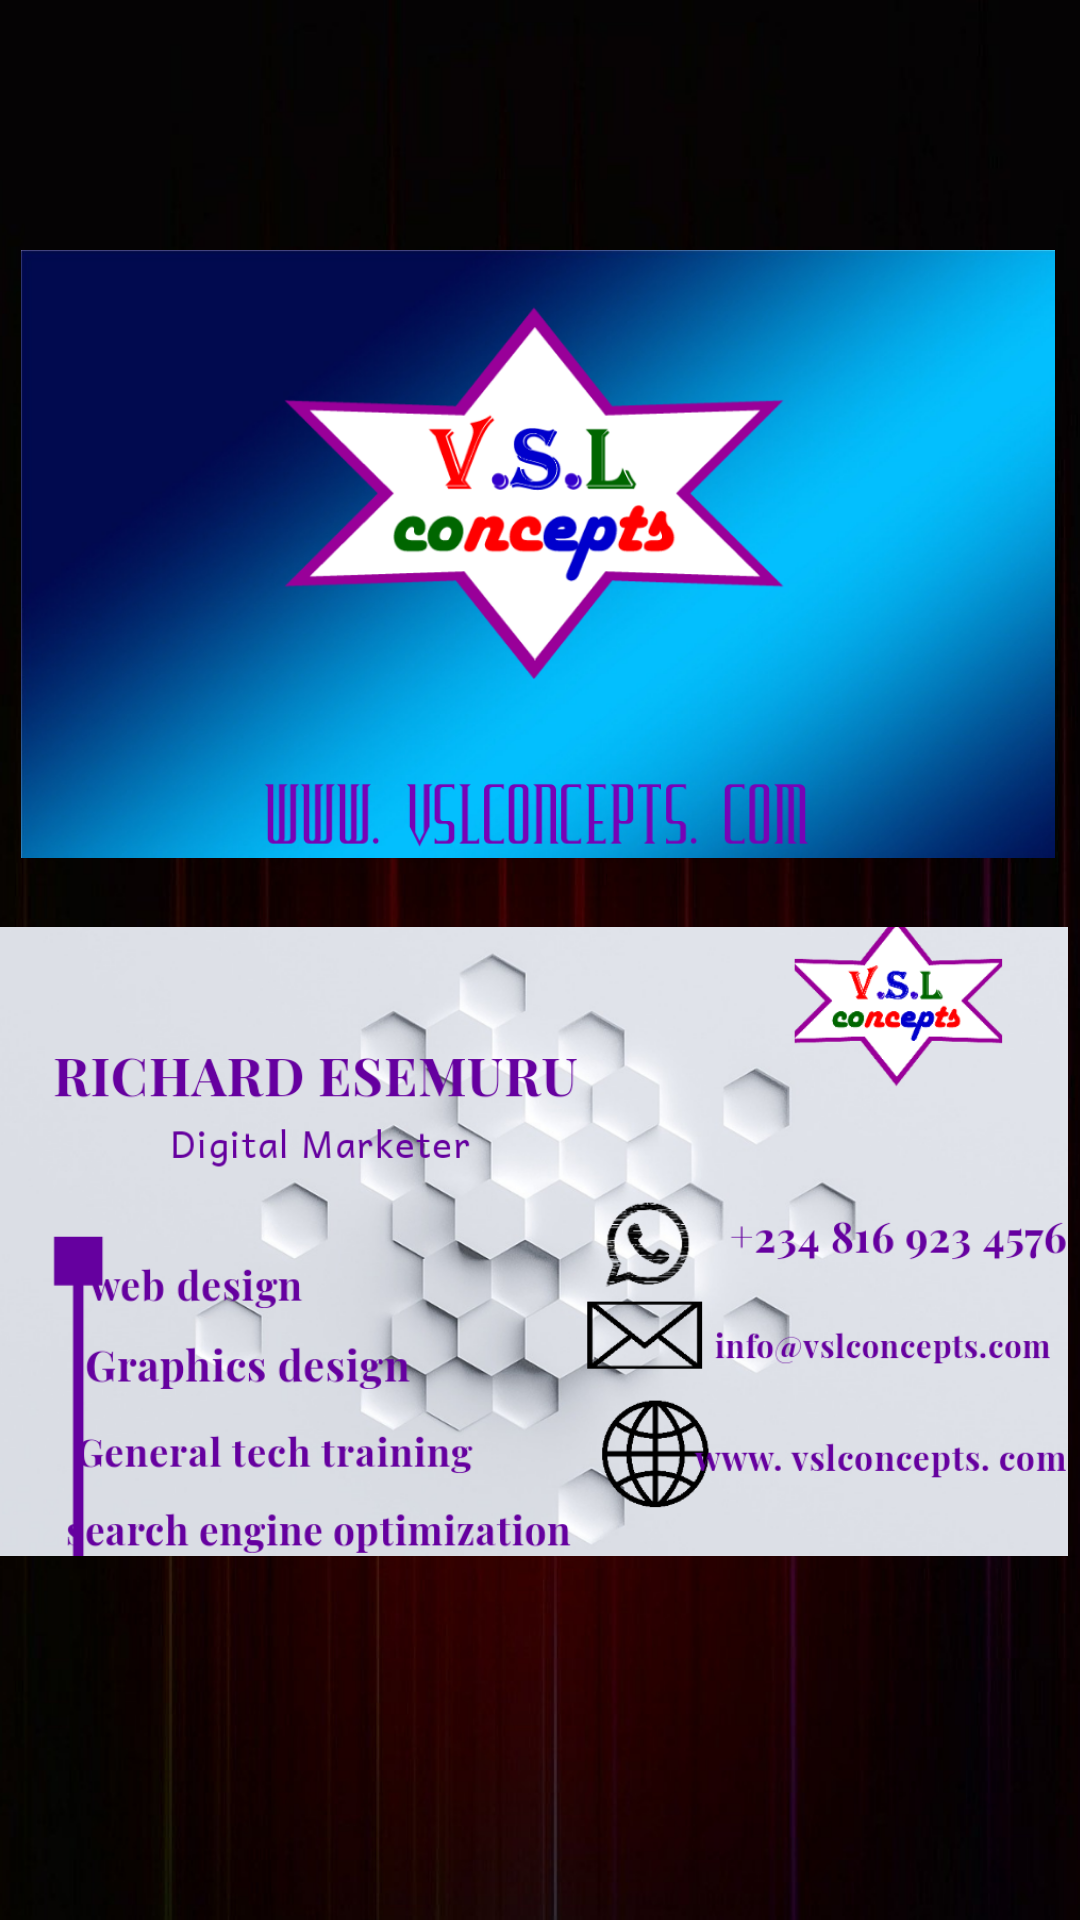 V.S.L
concepts
WWW. VSLCONCEPTS. COM
V.S.L
concepts
RICHARD ESEMURU
Digital Marketer
web design
Graphics design
General tech training
search engine optimization
+234 816 923 4576
info@vslconcepts.com
www. vslconcepts. com